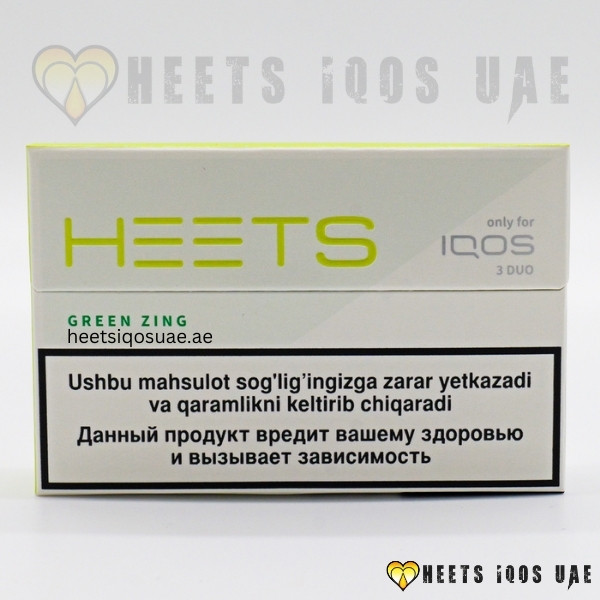 HEETS iQOS UAE
HEETS
only for
IQOS
3 DUO
GREEN ZING
heetsiqosuae.ae
Ushbu mahsulot sog'lig’ingizga zarar yetkazadi
va qaramlikni keltirib chiqaradi
Данный продукт вредит вашему здоровью
и вызывает зависимость
HEETS iQOS UAE